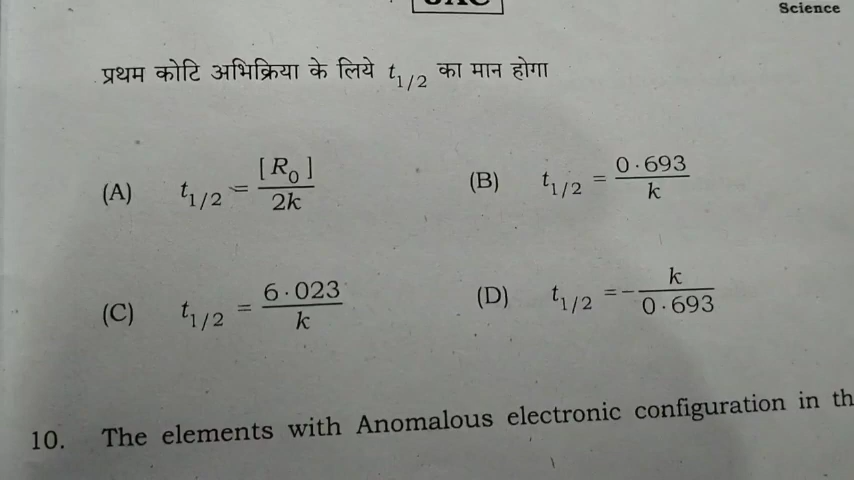 Science
प्रथम कोटि अभिक्रिया के लिये t1/2 का मान होगा
(A) t1/2 = [R0]/2k (B) t1/2 = 0·693/k
(C) t1/2 = 6·023/k (D) t1/2 = - k/0·693
10. The elements with Anomalous electronic configuration in th